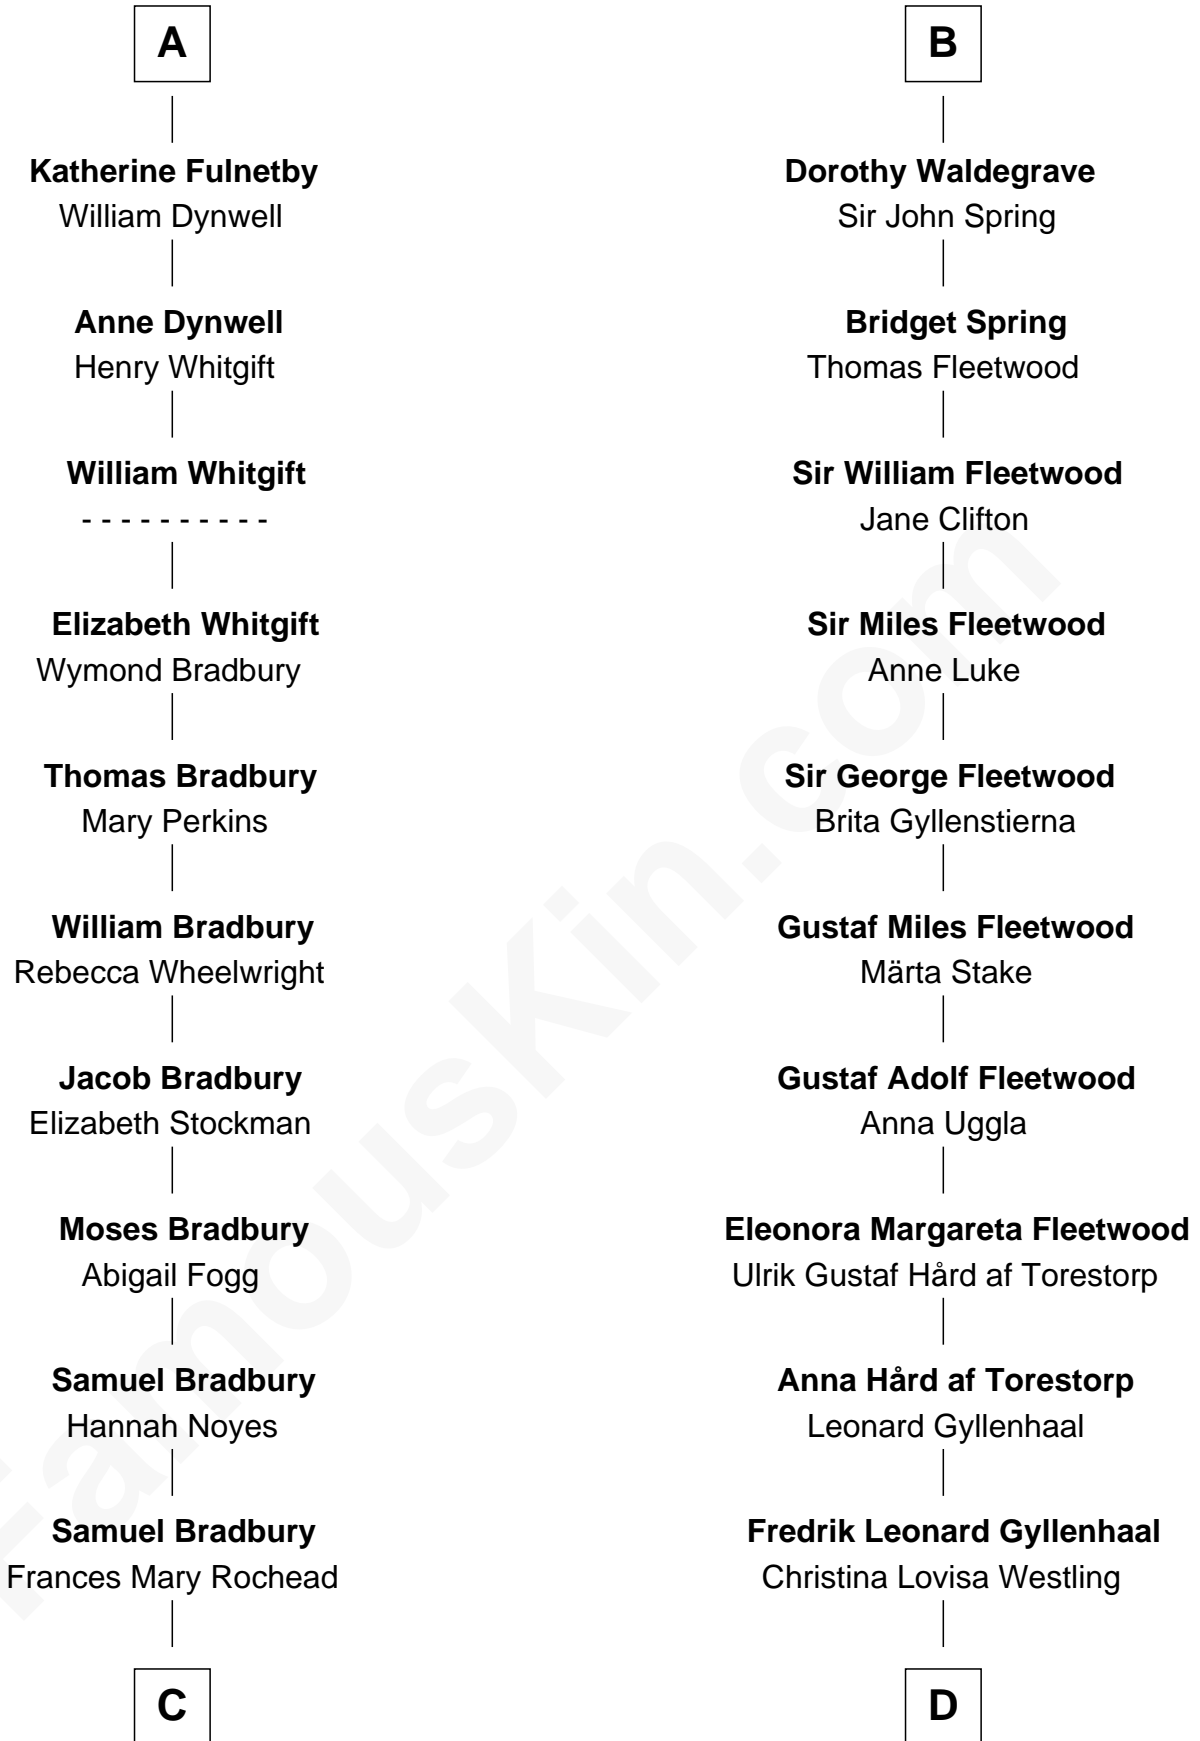 A
Katherine Fulnetby
William Dynwell
Anne Dynwell
Henry Whitgift
William Whitgift
- - - - - - - - - -
Elizabeth Whitgift
Wymond Bradbury
Thomas Bradbury
Mary Perkins
William Bradbury
Rebecca Wheelwright
Jacob Bradbury
Elizabeth Stockman
Moses Bradbury
Abigail Fogg
Samuel Bradbury
Hannah Noyes
Samuel Bradbury
Frances Mary Rochead
C
B
Dorothy Waldegrave
Sir John Spring
Bridget Spring
Thomas Fleetwood
Sir William Fleetwood
Jane Clifton
Sir Miles Fleetwood
Anne Luke
Sir George Fleetwood
Brita Gyllenstierna
Gustaf Miles Fleetwood
Märta Stake
Gustaf Adolf Fleetwood
Anna Uggla
Eleonora Margareta Fleetwood
Ulrik Gustaf Hård af Torestorp
Anna Hård af Torestorp
Leonard Gyllenhaal
Fredrik Leonard Gyllenhaal
Christina Lovisa Westling
D
FamousKin.com